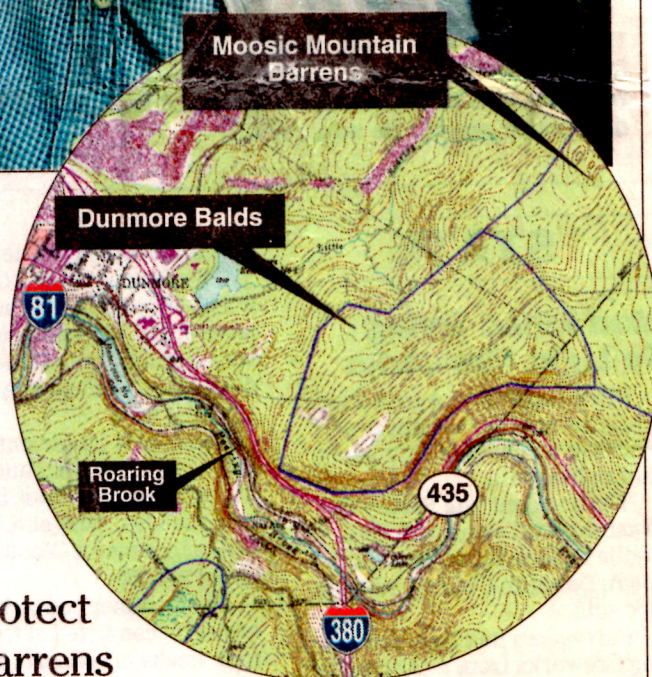 Moosic Mountain
Barrens
Dunmore Balds
DUNMORE
81
Roaring
Brook
435
380
otect
arrens